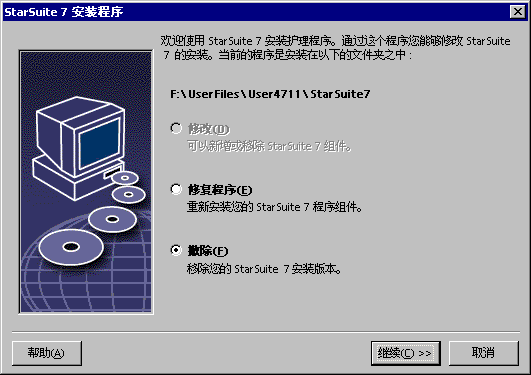 StarSuite 7 安装程序
欢迎使用 StarSuite 7 安装护理程序。通过这个程序您能够修改 StarSuite
7 的安装。当前的程序是安装在以下的文件夹之中：
F:\UserFiles\User4711\StarSuite7
修改(D)
可以新增或移除 StarSuite 7 组件。
修复程序(E)
重新安装您的 StarSuite 7 程序组件。
撤除(F)
移除您的 StarSuite 7 安装版本。
帮助(A)
继续(C) >>
取消